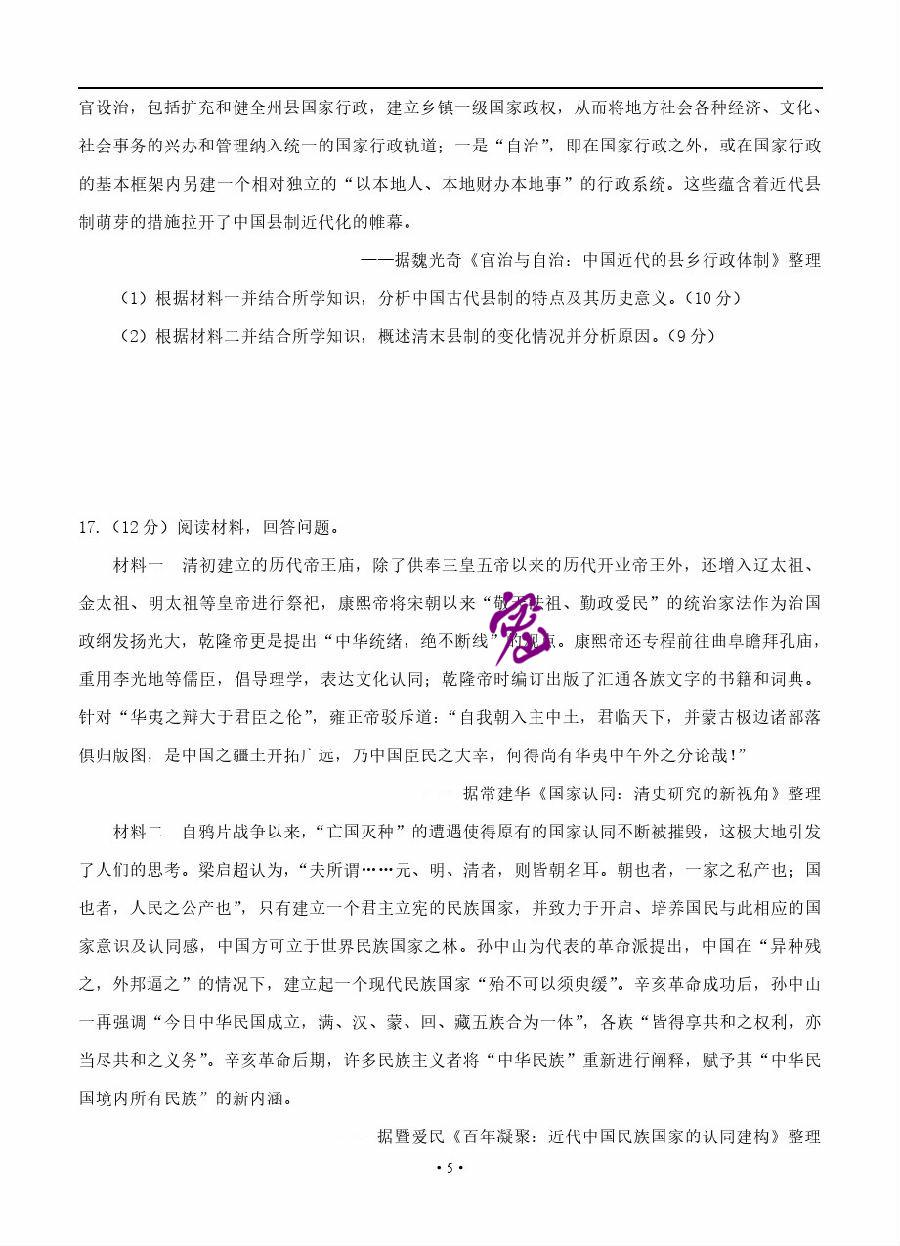 官设治，包括扩充和健全州县国家行政，建立乡镇一级国家政权，从而将地方社会各种经济、文化、
社会事务的兴办和管理纳入统一的国家行政轨道；一是“自治”，即在国家行政之外，或在国家行政
的基本框架内另建一个相对独立的“以本地人、本地财办本地事”的行政系统。这些蕴含着近代县
制萌芽的措施拉开了中国县制近代化的帷幕。
——据魏光奇《官治与自治：中国近代的县乡行政体制》整理
（1）根据材料一并结合所学知识，分析中国古代县制的特点及其历史意义。（10 分）
（2）根据材料二并结合所学知识，概述清末县制的变化情况并分析原因。（9 分）
17.（12 分）阅读材料，回答问题。
材料一　清初建立的历代帝王庙，除了供奉三皇五帝以来的历代开业帝王外，还增入辽太祖、
金太祖、明太祖等皇帝进行祭祀，康熙帝将宋朝以来“敬天法祖、勤政爱民”的统治家法作为治国
政纲发扬光大，乾隆帝更是提出“中华统绪，绝不断线”的观点。康熙帝还专程前往曲阜瞻拜孔庙，
重用李光地等儒臣，倡导理学，表达文化认同；乾隆帝时编订出版了汇通各族文字的书籍和词典。
针对“华夷之辩大于君臣之伦”，雍正帝驳斥道：“自我朝入主中土，君临天下，并蒙古极边诸部落
俱归版图，是中国之疆土开拓广远，乃中国臣民之大幸，何得尚有华夷中午外之分论哉！”
据常建华《国家认同：清史研究的新视角》整理
材料二　自鸦片战争以来，“亡国灭种”的遭遇使得原有的国家认同不断被摧毁，这极大地引发
了人们的思考。梁启超认为，“夫所谓……元、明、清者，则皆朝名耳。朝也者，一家之私产也；国
也者，人民之公产也”，只有建立一个君主立宪的民族国家，并致力于开启、培养国民与此相应的国
家意识及认同感，中国方可立于世界民族国家之林。孙中山为代表的革命派提出，中国在“异种残
之，外邦逼之”的情况下，建立起一个现代民族国家“殆不可以须臾缓”。辛亥革命成功后，孙中山
一再强调“今日中华民国成立，满、汉、蒙、回、藏五族合为一体”，各族“皆得享共和之权利，亦
当尽共和之义务”。辛亥革命后期，许多民族主义者将“中华民族”重新进行阐释，赋予其“中华民
国境内所有民族”的新内涵。
据暨爱民《百年凝聚：近代中国民族国家的认同建构》整理
·5·